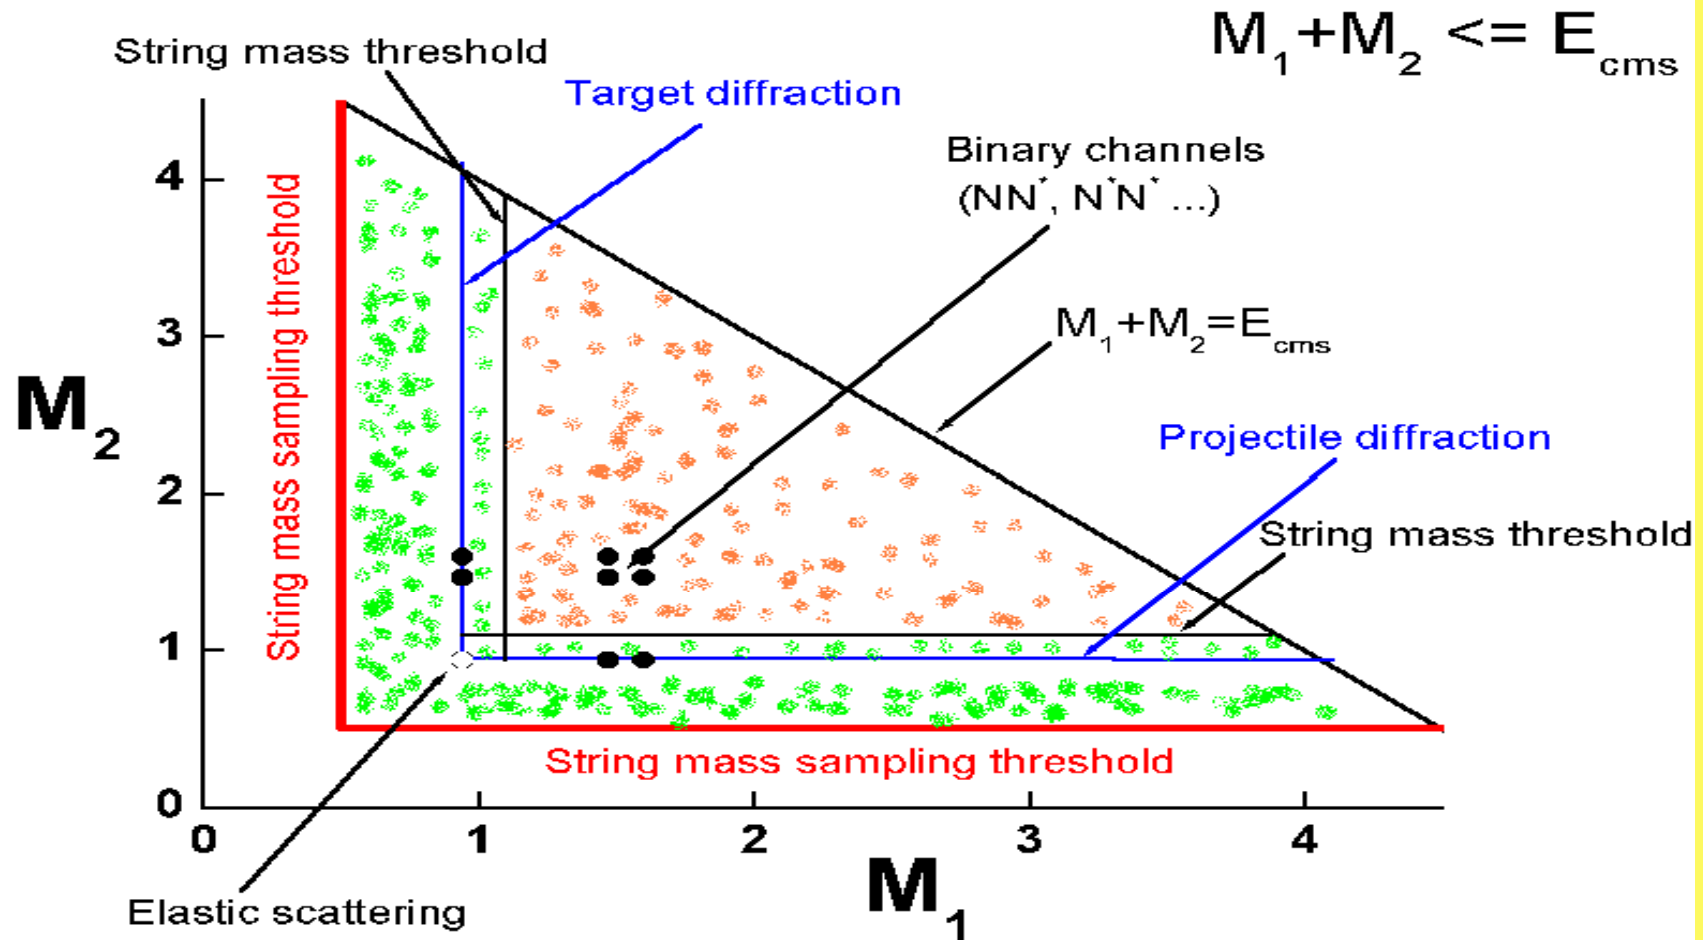 M1+M2 <= Ecms
String mass threshold
Target diffraction
Binary channels
(NN*, N*N* ...)
M1+M2=Ecms
Projectile diffraction
String mass threshold
String mass sampling threshold
String mass sampling threshold
Elastic scattering
M2
M1
4
3
2
1
0
0
1
2
3
4